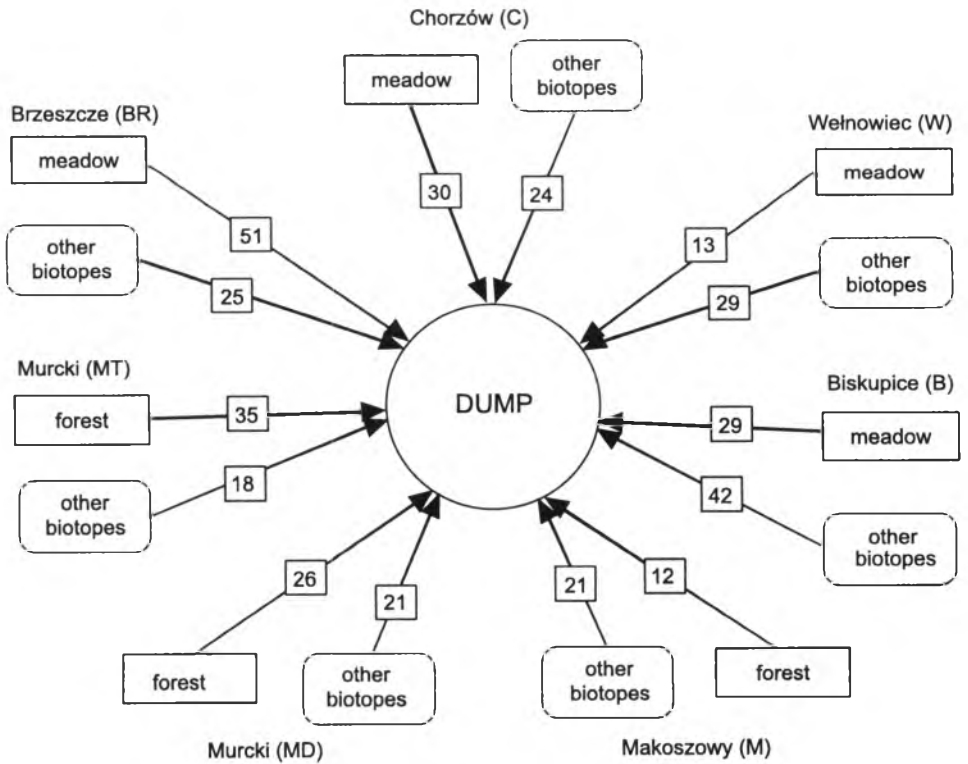 Chorzów (C)
meadow
other
biotopes
30
24
Brzeszcze (BR)
meadow
other
biotopes
51
25
Wełnowiec (W)
meadow
other
biotopes
13
29
Murcki (MT)
forest
other
biotopes
35
18
DUMP
Biskupice (B)
meadow
other
biotopes
29
42
26
21
forest
other
biotopes
Murcki (MD)
21
12
other
biotopes
forest
Makoszowy (M)